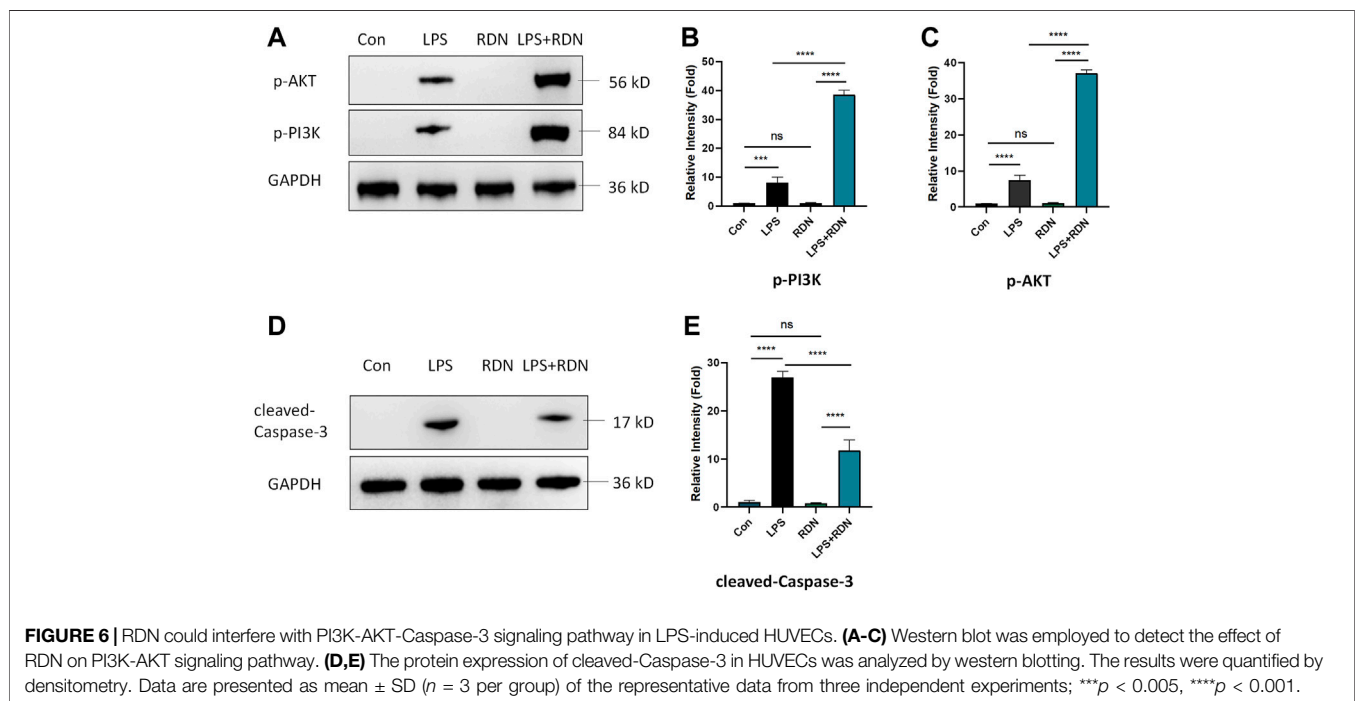 A
Con LPS RDN LPS+RDN
p-AKT 56 kD
p-PI3K 84 kD
GAPDH 36 kD
B
Relative Intensity (Fold)
50
40
30
20
10
0
****
****
ns
***
Con LPS RDN LPS+RDN
p-PI3K
C
Relative Intensity (Fold)
40
30
20
10
0
****
****
ns
****
Con LPS RDN LPS+RDN
p-AKT
D
Con LPS RDN LPS+RDN
cleaved-
Caspase-3 17 kD
GAPDH 36 kD
E
Relative Intensity (Fold)
30
20
10
0
ns
**** ****
****
Con LPS RDN LPS+RDN
cleaved-Caspase-3
FIGURE 6 | RDN could interfere with PI3K-AKT-Caspase-3 signaling pathway in LPS-induced HUVECs. (A-C) Western blot was employed to detect the effect of
RDN on PI3K-AKT signaling pathway. (D,E) The protein expression of cleaved-Caspase-3 in HUVECs was analyzed by western blotting. The results were quantified by
densitometry. Data are presented as mean ± SD (n = 3 per group) of the representative data from three independent experiments; ***p < 0.005, ****p < 0.001.